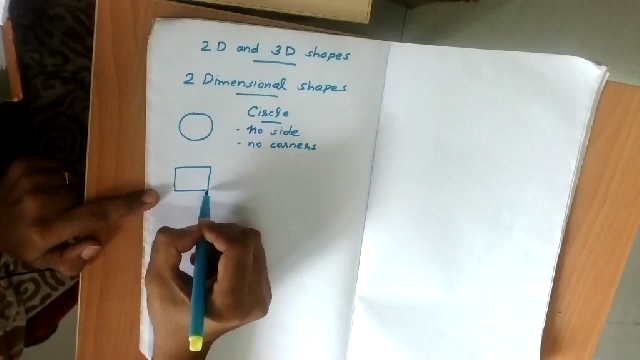 2D and 3D shapes
2 Dimensional shapes
Circle
- no side
- no corners